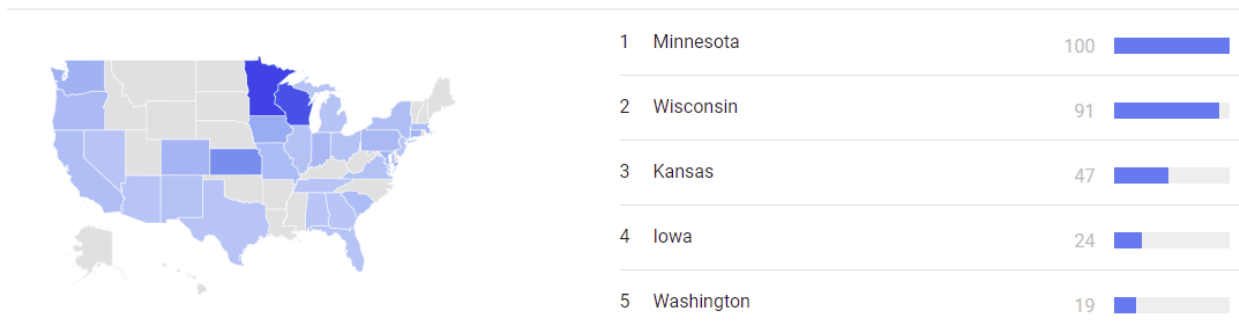 1 Minnesota 100
2 Wisconsin 91
3 Kansas 47
4 Iowa 24
5 Washington 19